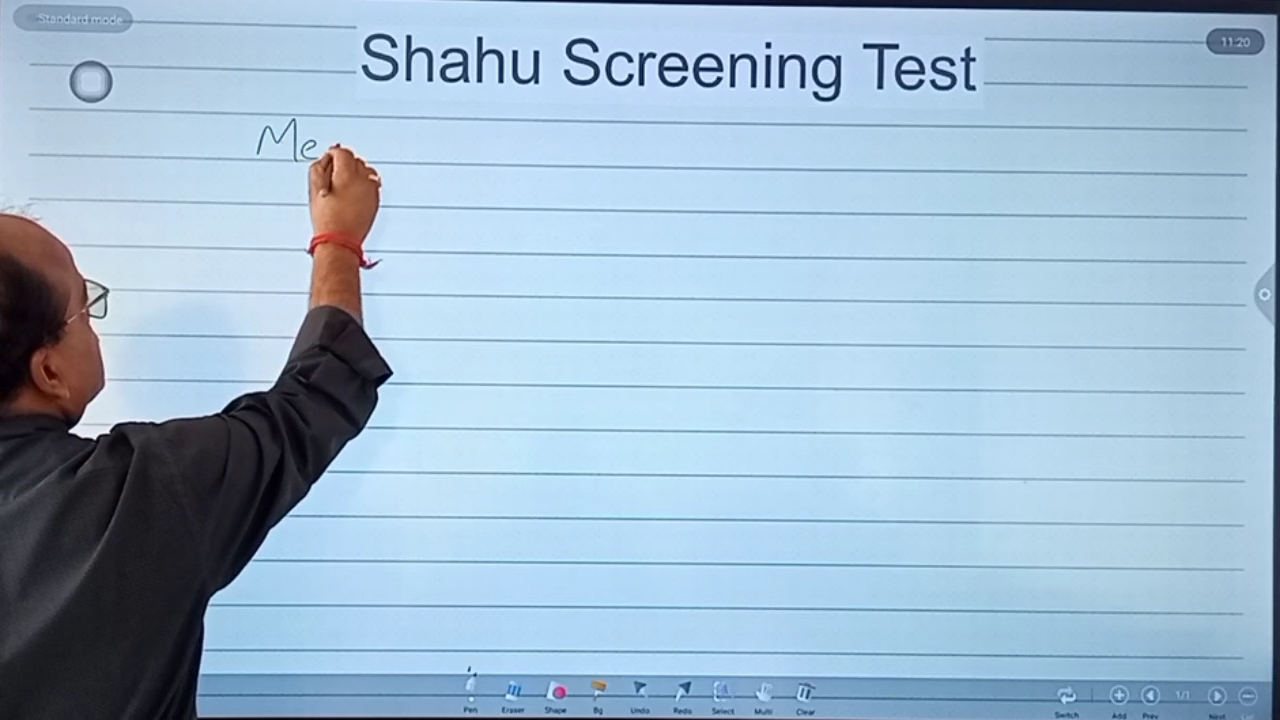 Standard mode
Shahu Screening Test
11:20
Me
Pen Eraser Shape Bg Undo Redo Select Multi Clear Switch Add Prev 1/1 Next